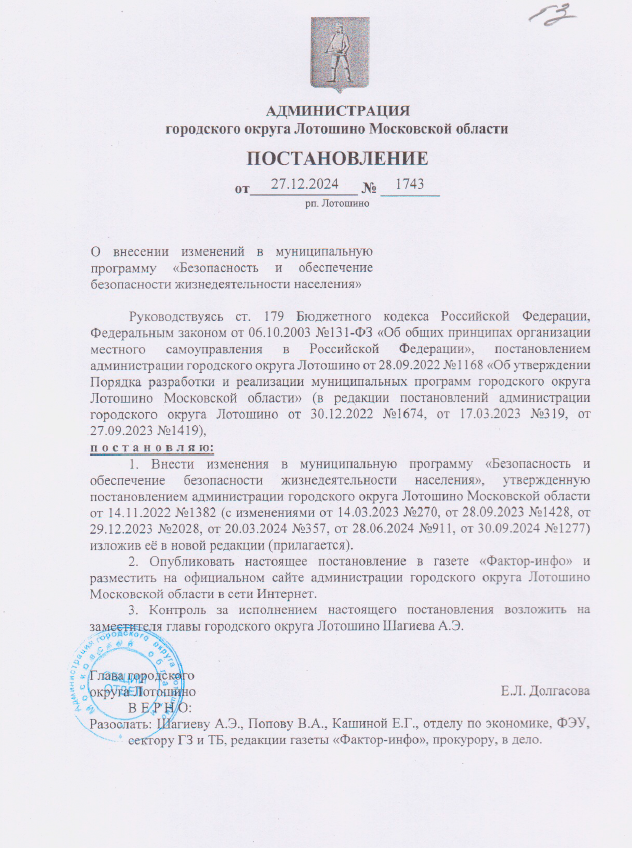 АДМИНИСТРАЦИЯ
городского округа Лотошино Московской области
ПОСТАНОВЛЕНИЕ
от 27.12.2024 № 1743
рп. Лотошино
О внесении изменений в муниципальную
программу «Безопасность и обеспечение
безопасности жизнедеятельности населения»
Руководствуясь ст. 179 Бюджетного кодекса Российской Федерации,
Федеральным законом от 06.10.2003 №131-ФЗ «Об общих принципах организации
местного самоуправления в Российской Федерации», постановлением
администрации городского округа Лотошино от 28.09.2022 №1168 «Об утверждении
Порядка разработки и реализации муниципальных программ городского округа
Лотошино Московской области» (в редакции постановлений администрации
городского округа Лотошино от 30.12.2022 №1674, от 17.03.2023 №319, от
27.09.2023 №1419),
п о с т а н о в л я ю:
1. Внести изменения в муниципальную программу «Безопасность и
обеспечение безопасности жизнедеятельности населения», утвержденную
постановлением администрации городского округа Лотошино Московской области
от 14.11.2022 №1382 (с изменениями от 14.03.2023 №270, от 28.09.2023 №1428, от
29.12.2023 №2028, от 20.03.2024 №357, от 28.06.2024 №911, от 30.09.2024 №1277)
изложив её в новой редакции (прилагается).
2. Опубликовать настоящее постановление в газете «Фактор-инфо» и
разместить на официальном сайте администрации городского округа Лотошино
Московской области в сети Интернет.
3. Контроль за исполнением настоящего постановления возложить на
заместителя главы городского округа Лотошино Шагиева А.Э.
Глава городского
округа Лотошино Е.Л. Долгасова
В Е Р Н О:
Разослать: Шагиеву А.Э., Попову В.А., Кашиной Е.Г., отделу по экономике, ФЭУ,
сектору ГЗ и ТБ, редакции газеты «Фактор-инфо», прокурору, в дело.
Администрация городского округа
Московской
ОБЩИЙ
ОТДЕЛ